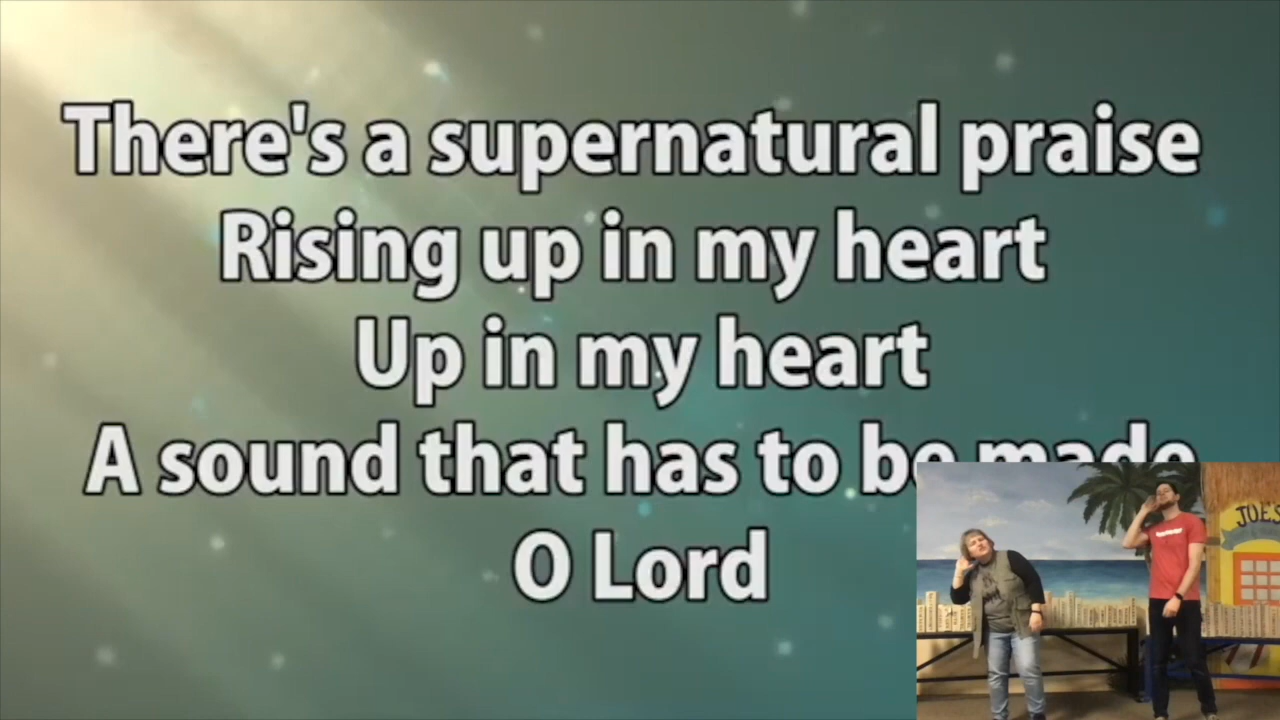 There's a supernatural praise
Rising up in my heart
Up in my heart
A sound that has to be made
O Lord
JOE'S